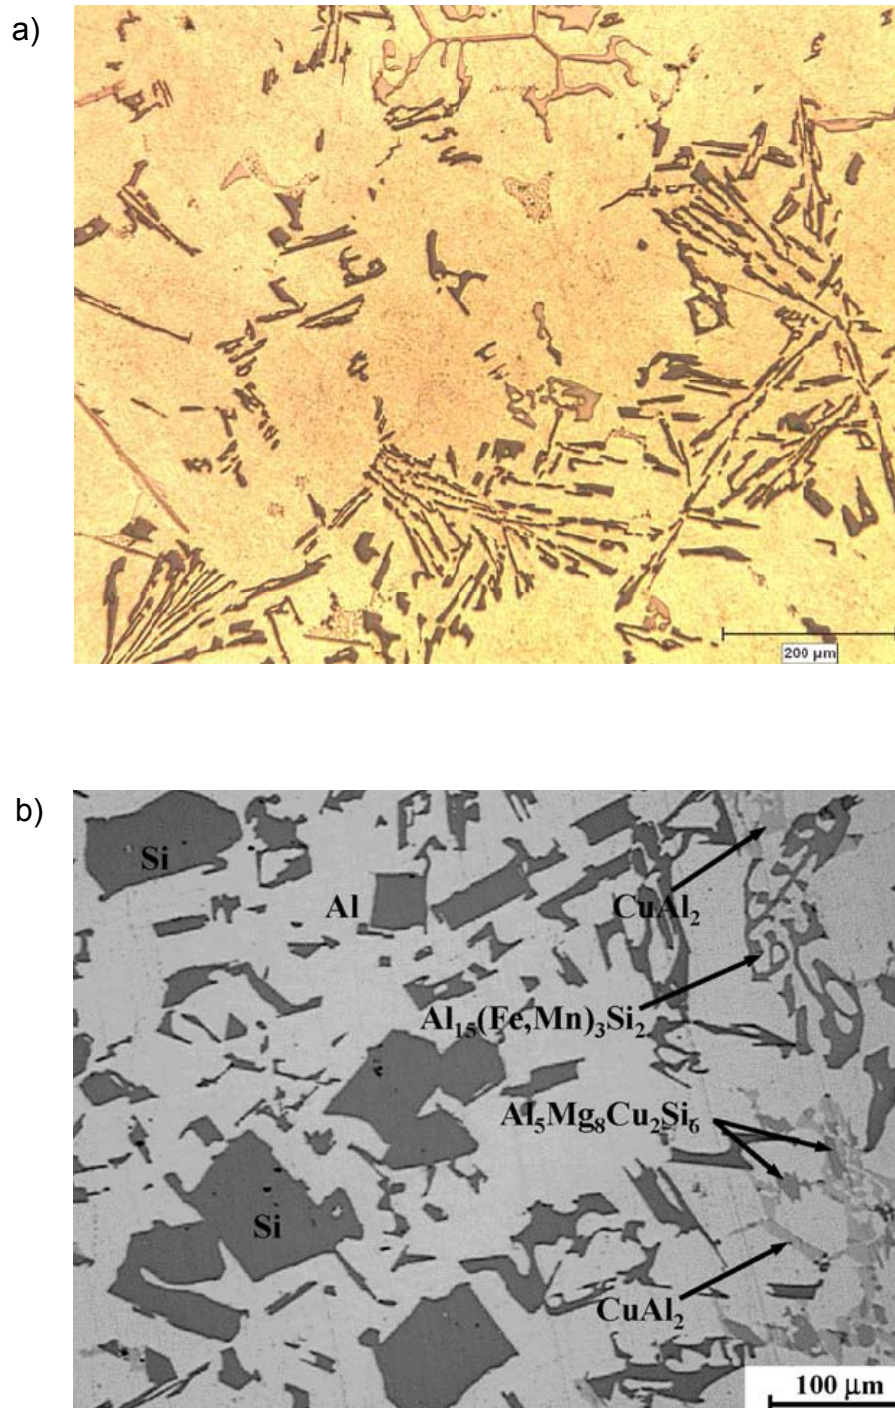 a)
200 µm
b)
Si
Al
CuAl₂
Al₁₅(Fe,Mn)₃Si₂
Al₅Mg₈Cu₂Si₆
Si
CuAl₂
100 µm